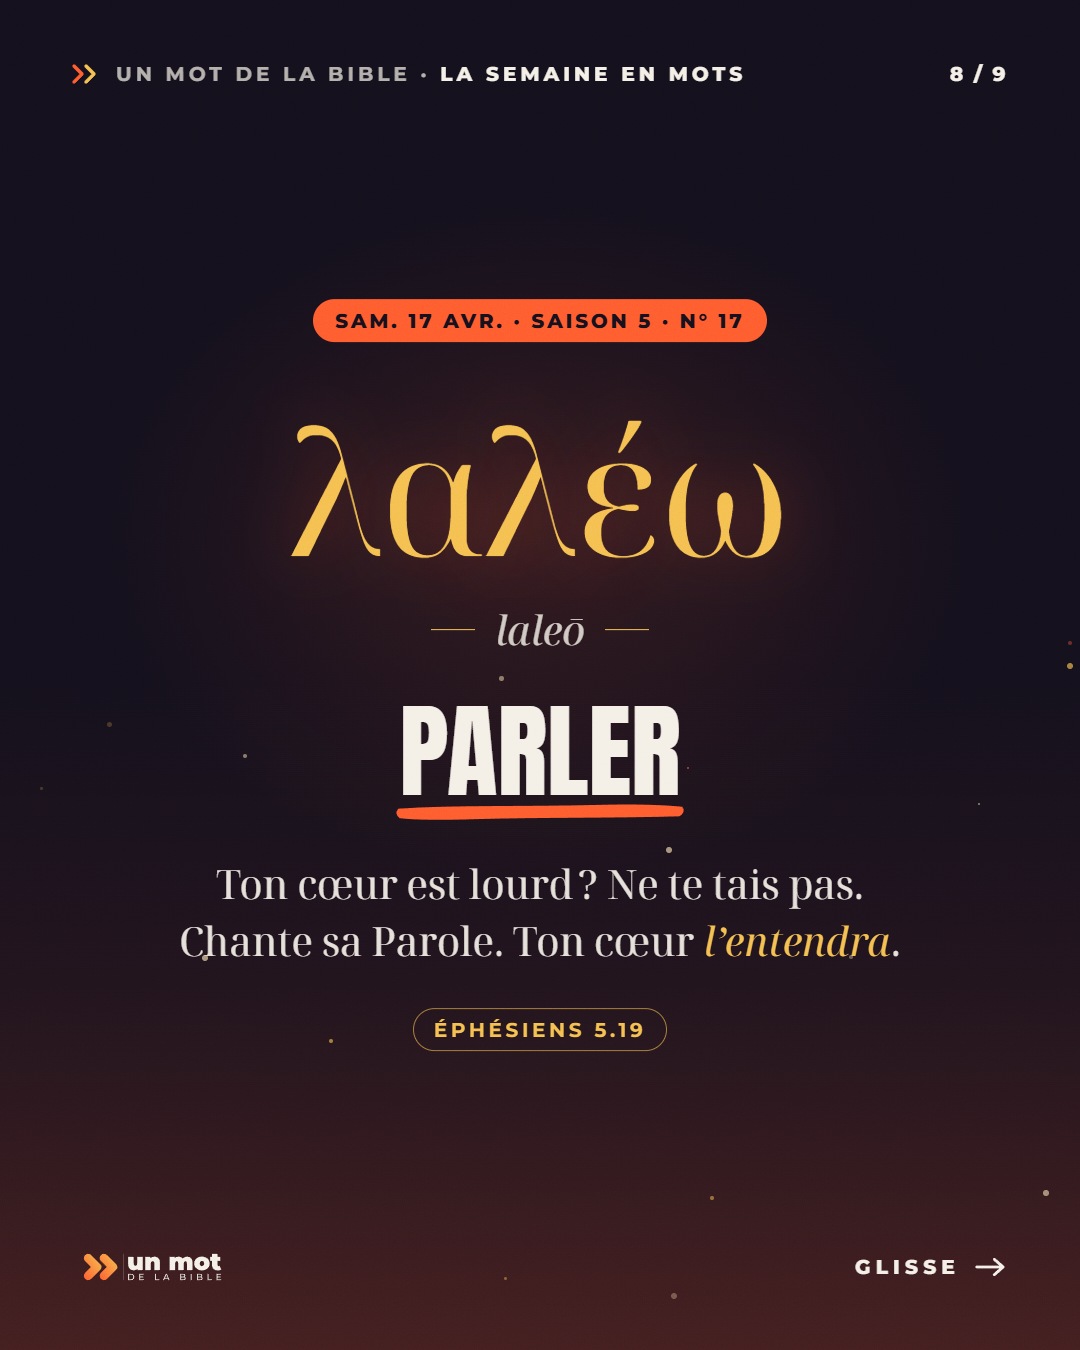 UN MOT DE LA BIBLE · LA SEMAINE EN MOTS
8 / 9
SAM. 17 AVR. · SAISON 5 · N° 17
λαλέω
laleō
PARLER
Ton cœur est lourd ? Ne te tais pas.
Chante sa Parole. Ton cœur l’entendra.
ÉPHÉSIENS 5.19
un mot
DE LA BIBLE
GLISSE →